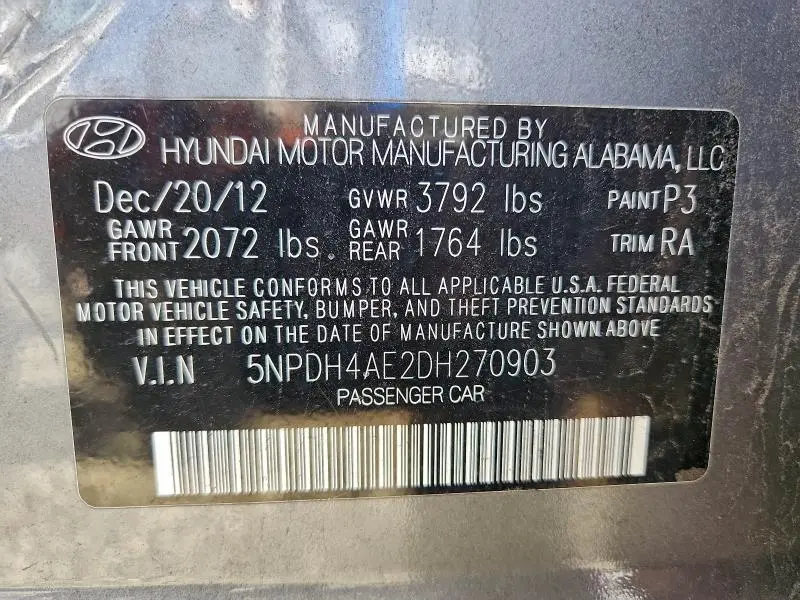 MANUFACTURED BY
HYUNDAI MOTOR MANUFACTURING ALABAMA, LLC
Dec/20/12 GVWR 3792 lbs PAINT P3
GAWR FRONT 2072 lbs. GAWR REAR 1764 lbs TRIM RA
THIS VEHICLE CONFORMS TO ALL APPLICABLE U.S.A. FEDERAL
MOTOR VEHICLE SAFETY, BUMPER, AND THEFT PREVENTION STANDARDS
IN EFFECT ON THE DATE OF MANUFACTURE SHOWN ABOVE
V.I.N 5NPDH4AE2DH270903
PASSENGER CAR